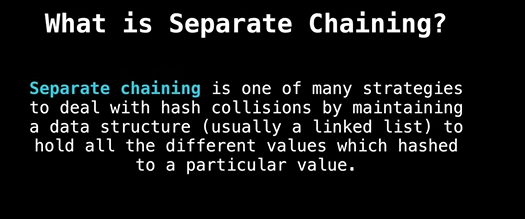 What is Separate Chaining?
Separate chaining is one of many strategies
to deal with hash collisions by maintaining
a data structure (usually a linked list) to
hold all the different values which hashed
to a particular value.